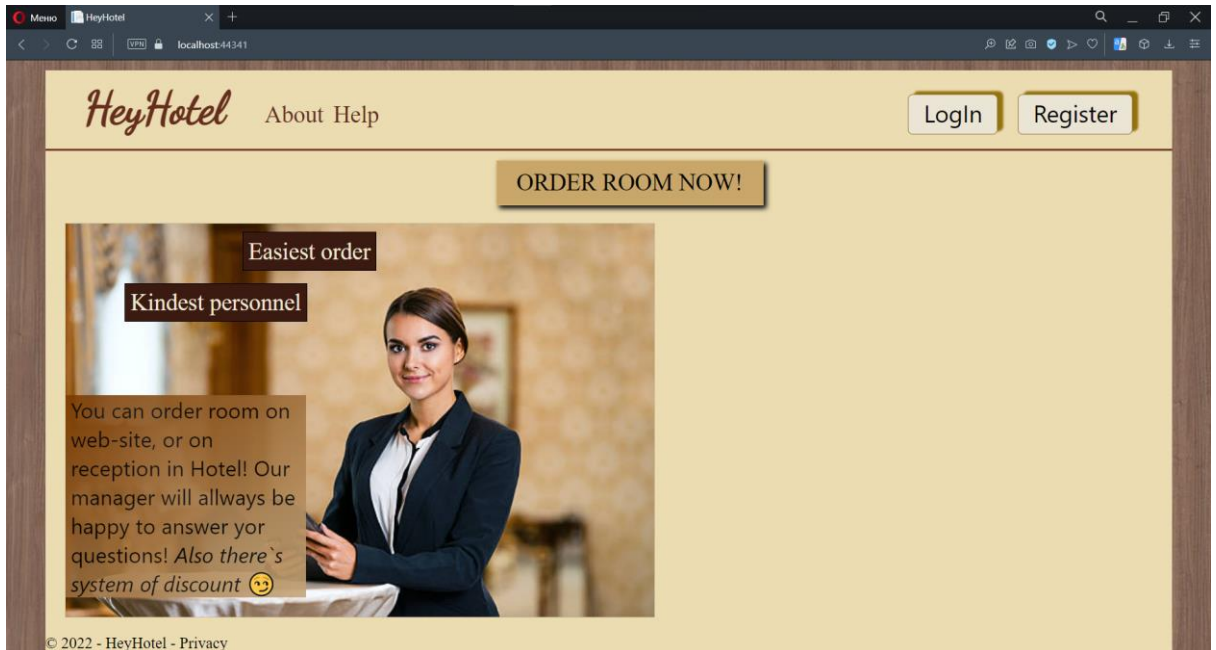 Меню HeyHotel
VPN localhost:44341
HeyHotel About Help LogIn Register
ORDER ROOM NOW!
Easiest order
Kindest personnel
You can order room on
web-site, or on
reception in Hotel! Our
manager will allways be
happy to answer yor
questions! Also there`s
system of discount 😏
© 2022 - HeyHotel - Privacy